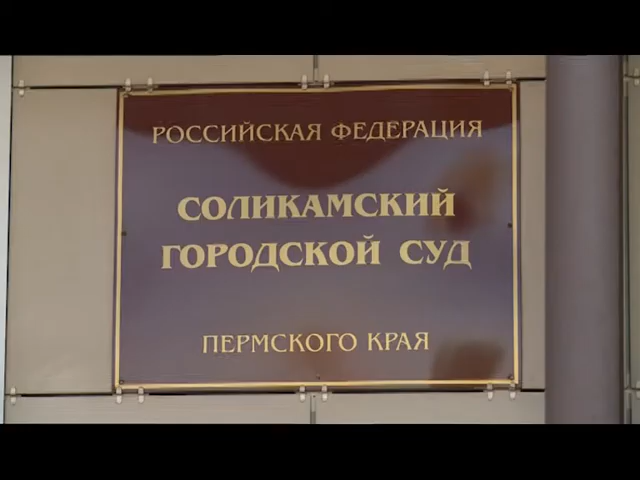 РОССИЙСКАЯ ФЕДЕРАЦИЯ
СОЛИКАМСКИЙ
ГОРОДСКОЙ СУД
ПЕРМСКОГО КРАЯ